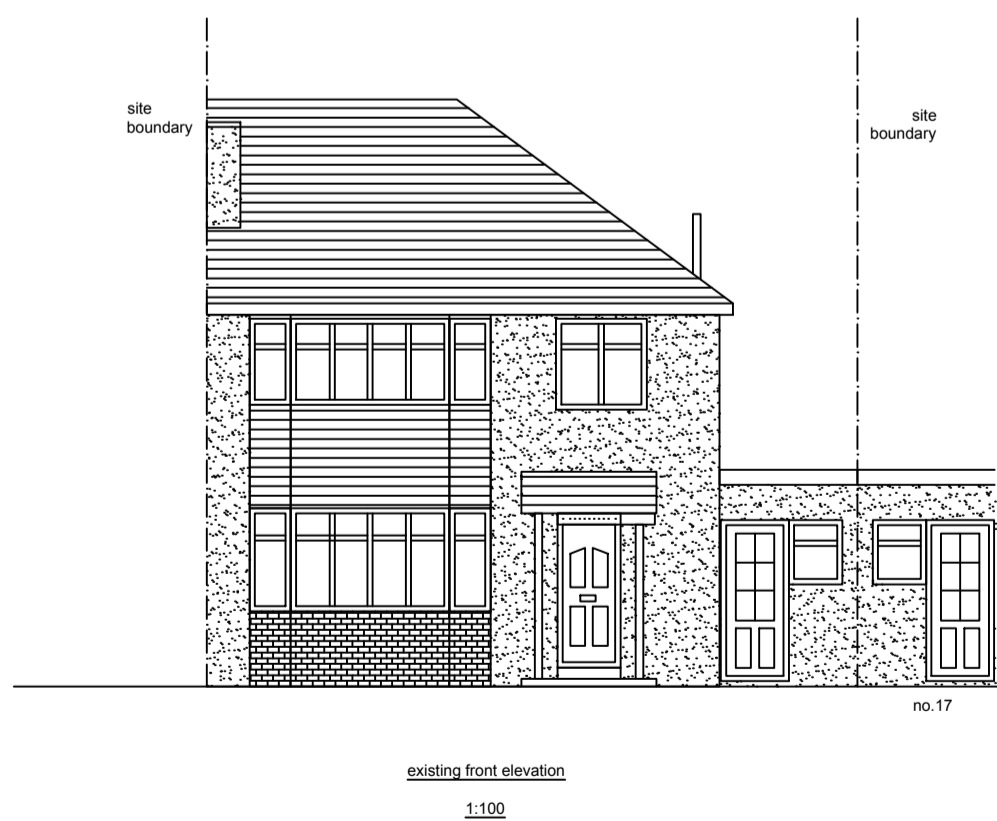 site
boundary
site
boundary
no.17
existing front elevation
1:100